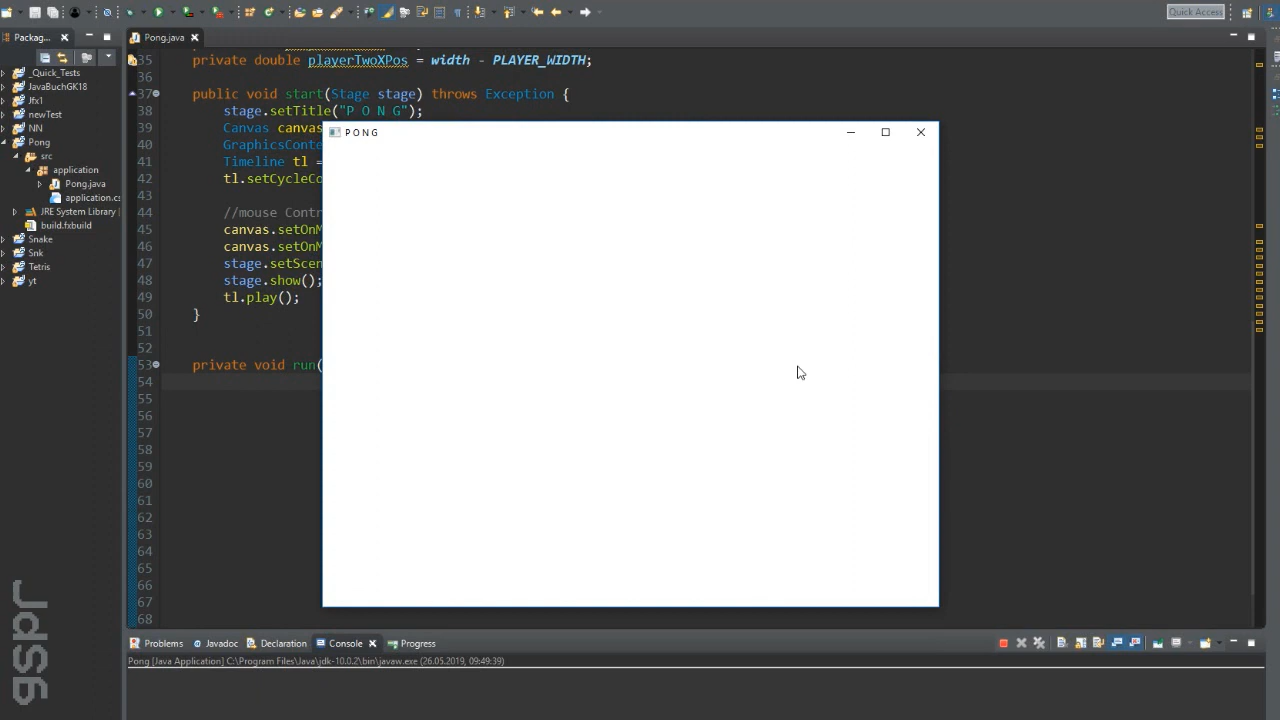 Quick Access
Packag...
Pong.java
_Quick_Tests
JavaBuchGK18
Jfx1
newTest
NN
Pong
src
application
Pong.java
application.cs
JRE System Library
build.fxbuild
Snake
Snk
Tetris
yt
35 private double playerTwoXPos = width - PLAYER_WIDTH;
36
37 public void start(Stage stage) throws Exception {
38 stage.setTitle("P O N G");
39 Canvas canvas
40 GraphicsConte
41 Timeline tl =
42 tl.setCycleCo
43
44 //mouse Contr
45 canvas.setOnM
46 canvas.setOnM
47 stage.setScen
48 stage.show();
49 tl.play();
50 }
51
52
53 private void run(
54
55
56
57
58
59
60
61
62
63
64
65
66
67
68
P O N G
Problems Javadoc Declaration Console Progress
Pong [Java Application] C:\Program Files\Java\jdk-10.0.2\bin\javaw.exe (26.05.2019, 09:49:39)